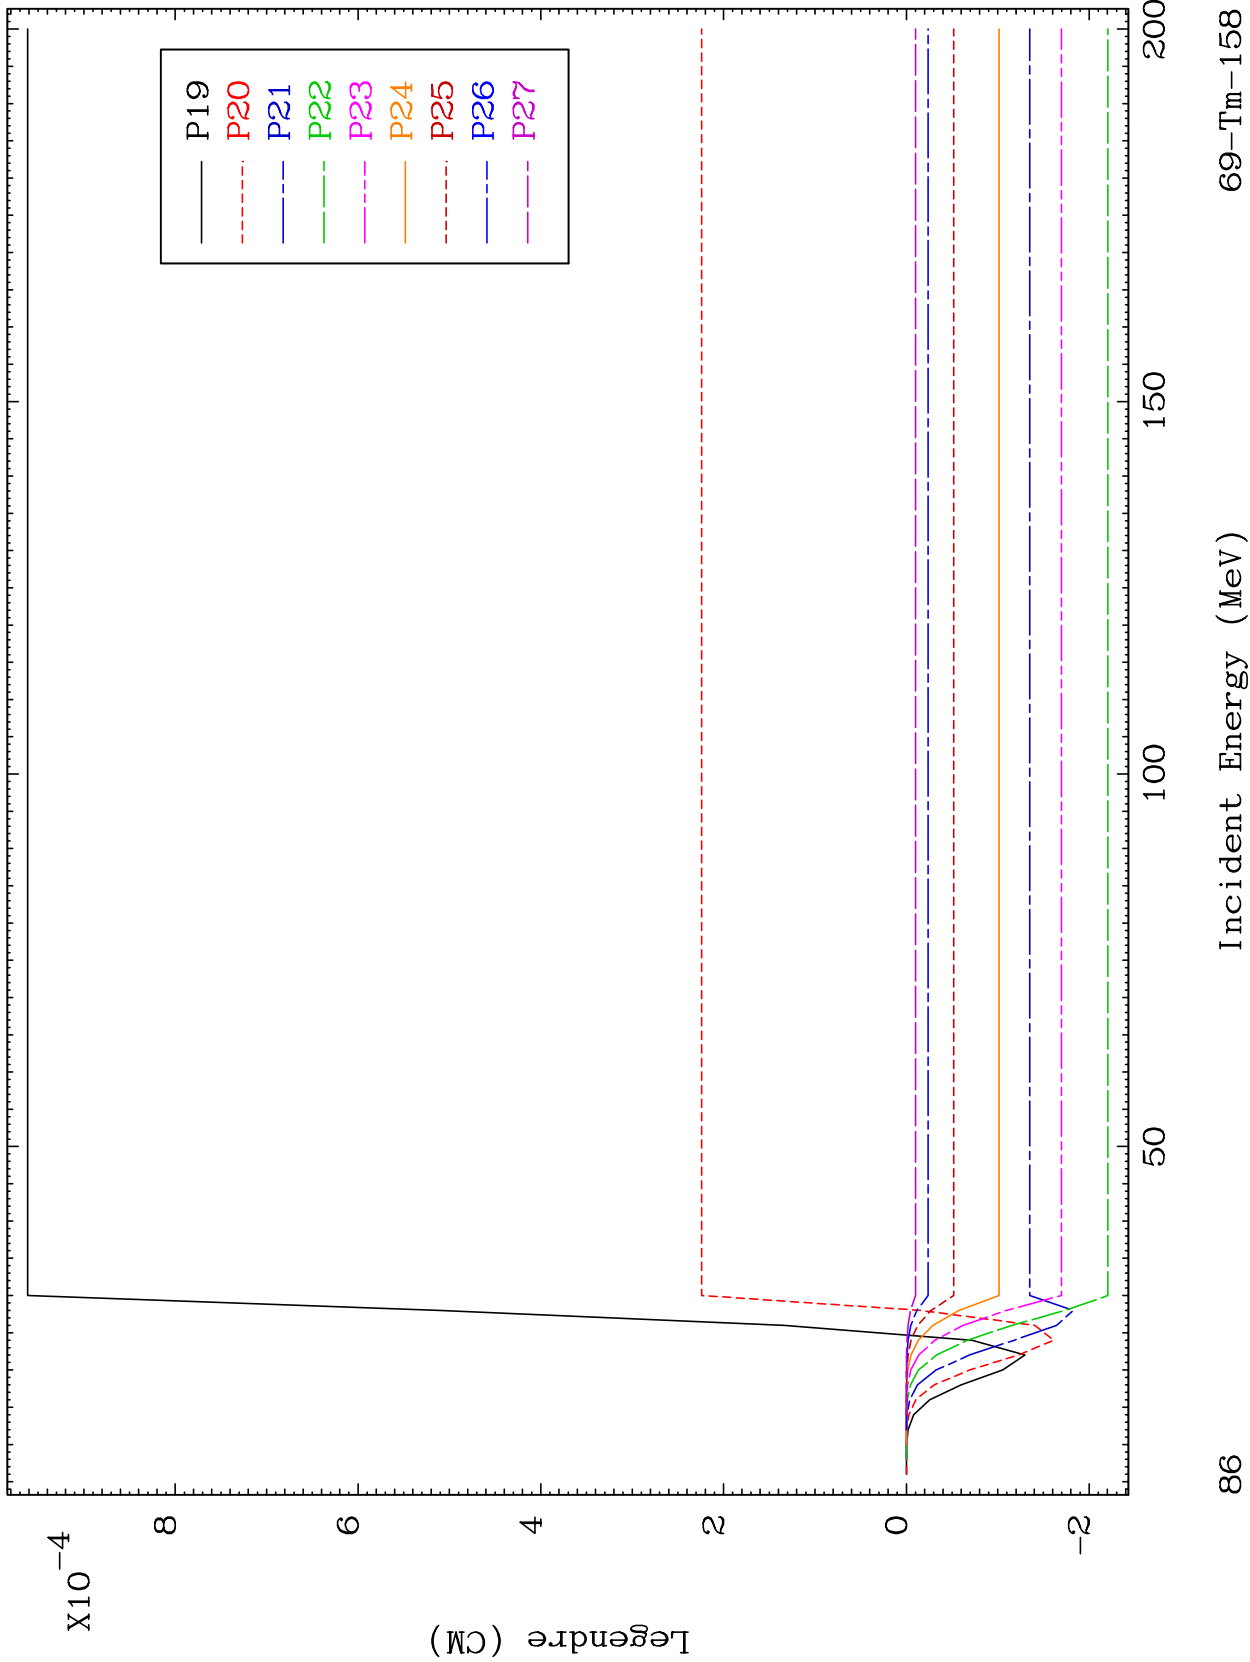 X10
-4
8
6
4
2
0
-2
Legendre (CM)
P19
P20
P21
P22
P23
P24
P25
P26
P27
50
100
150
200
Incident Energy (MeV)
86
69-Tm-158